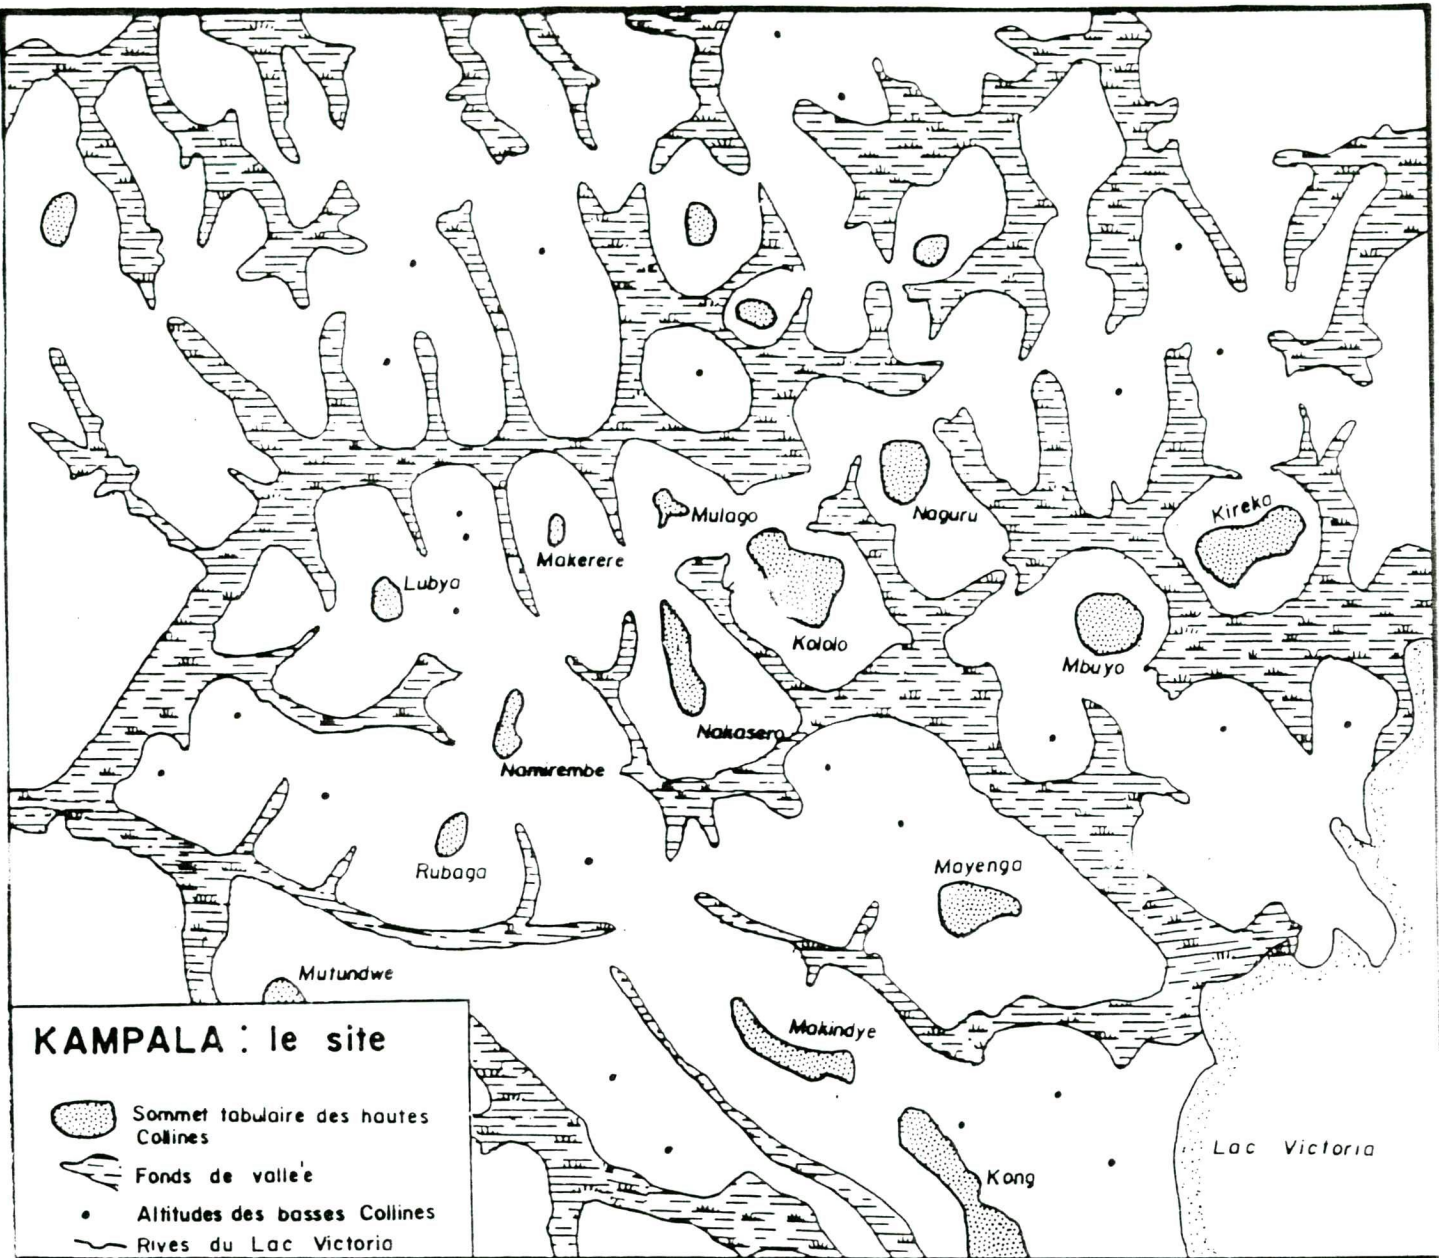 Mulago
Naguru
Kireka
Makerere
Lubya
Kololo
Mbuyo
Nakasero
Namirembe
Rubaga
Mayenga
Mutundwe
Makindye
Kong
Lac Victoria
KAMPALA : le site
Sommet tabulaire des hautes
Collines
Fonds de vallée
Altitudes des basses Collines
Rives du Lac Victoria